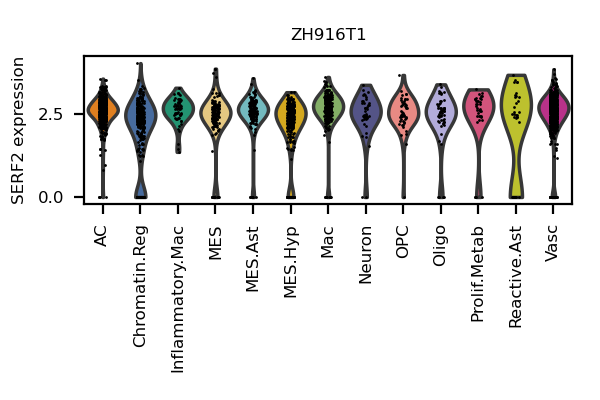 ZH916T1
SERF2 expression
2.5
0.0
AC
Chromatin.Reg
Inflammatory.Mac
MES
MES.Ast
MES.Hyp
Mac
Neuron
OPC
Oligo
Prolif.Metab
Reactive.Ast
Vasc